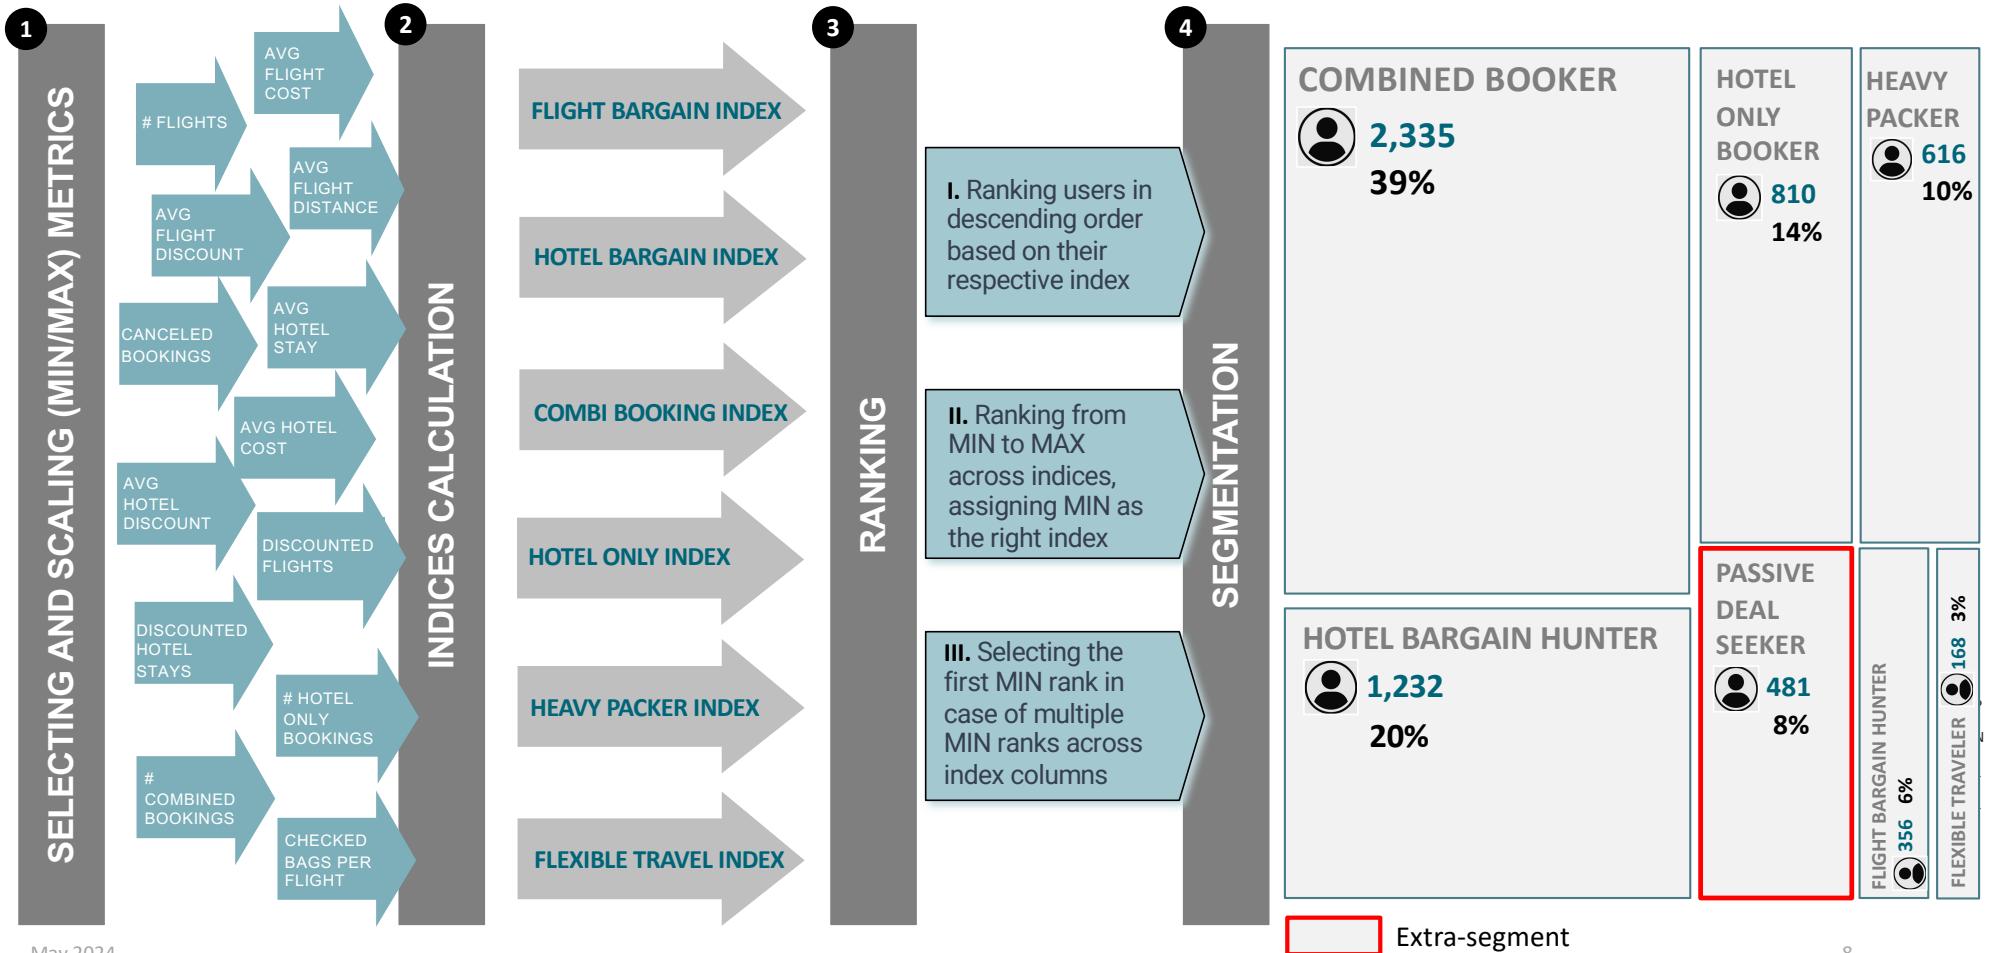 1
SELECTING AND SCALING (MIN/MAX) METRICS
# FLIGHTS
AVG
FLIGHT
COST
AVG
FLIGHT
DISTANCE
AVG
FLIGHT
DISCOUNT
CANCELED
BOOKINGS
AVG
HOTEL
STAY
AVG HOTEL
COST
AVG
HOTEL
DISCOUNT
DISCOUNTED
FLIGHTS
DISCOUNTED
HOTEL
STAYS
# HOTEL
ONLY
BOOKINGS
#
COMBINED
BOOKINGS
CHECKED
BAGS PER
FLIGHT
2
INDICES CALCULATION
FLIGHT BARGAIN INDEX
HOTEL BARGAIN INDEX
COMBI BOOKING INDEX
HOTEL ONLY INDEX
HEAVY PACKER INDEX
FLEXIBLE TRAVEL INDEX
3
RANKING
I. Ranking users in
descending order
based on their
respective index
II. Ranking from
MIN to MAX
across indices,
assigning MIN as
the right index
III. Selecting the
first MIN rank in
case of multiple
MIN ranks across
index columns
4
SEGMENTATION
COMBINED BOOKER
2,335
39%
HOTEL
ONLY
BOOKER
810
14%
HEAVY
PACKER
616
10%
HOTEL BARGAIN HUNTER
1,232
20%
PASSIVE
DEAL
SEEKER
481
8%
FLIGHT BARGAIN HUNTER
356 6%
FLEXIBLE TRAVELER
168 3%
Extra-segment
May 2024
8